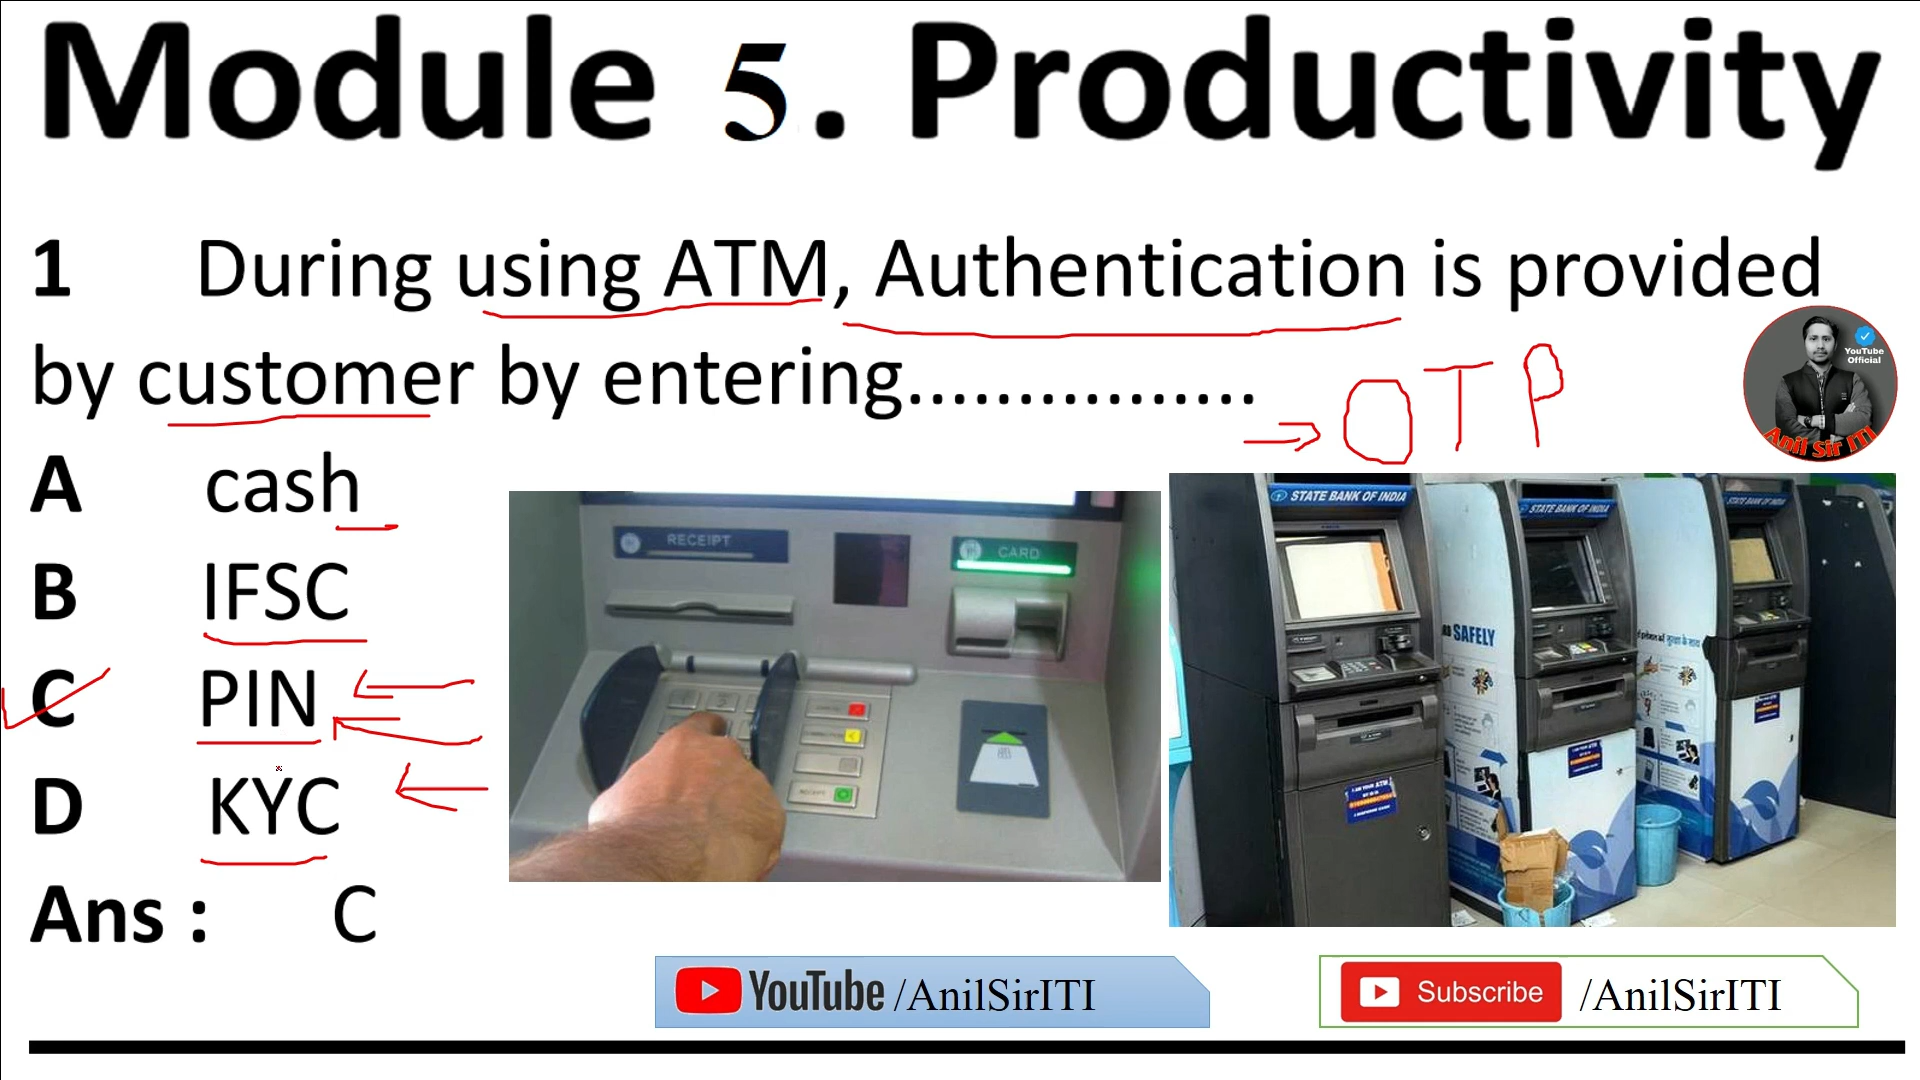 Module 5. Productivity
1 During using ATM, Authentication is provided
by customer by entering................
→ OTP
YouTube
Official
Anil Sir ITI
A cash
B IFSC
C PIN
D KYC
Ans : C
RECEIPT
CARD
STATE BANK OF INDIA
STATE BANK OF INDIA
SAFELY
YouTube /AnilSirITI
Subscribe /AnilSirITI